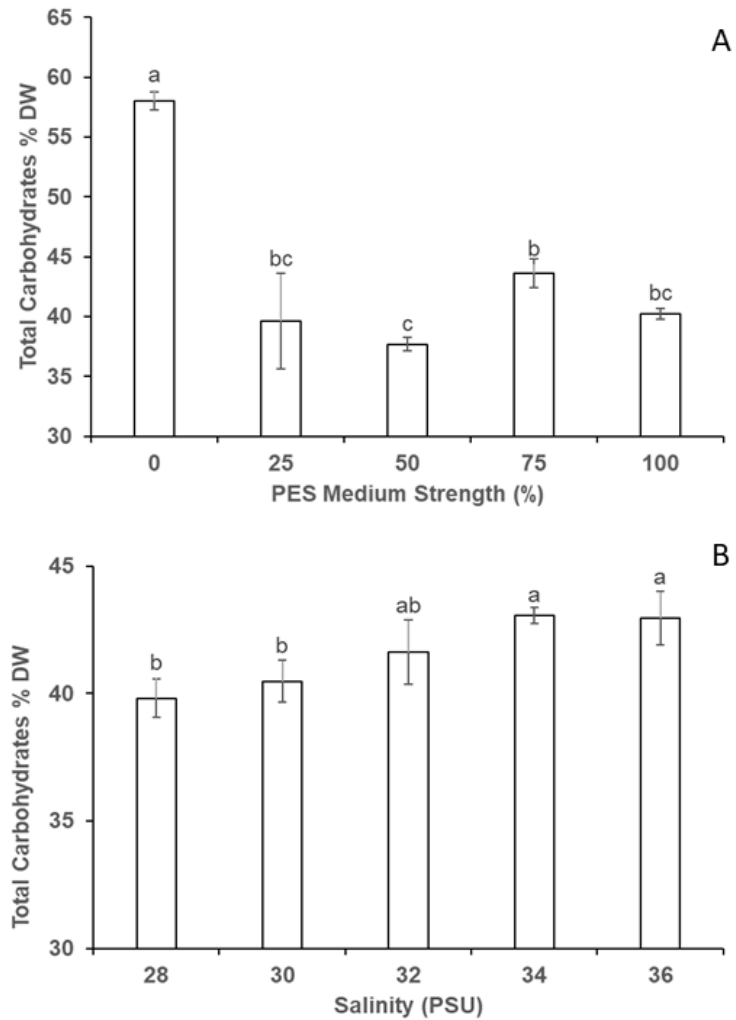 A
Total Carbohydrates % DW
65
60
55
50
45
40
35
30
a
bc
c
b
bc
0 25 50 75 100
PES Medium Strength (%)
B
Total Carbohydrates % DW
45
40
35
30
b
b
ab
a
a
28 30 32 34 36
Salinity (PSU)